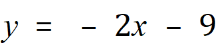 y = - 2x - 9